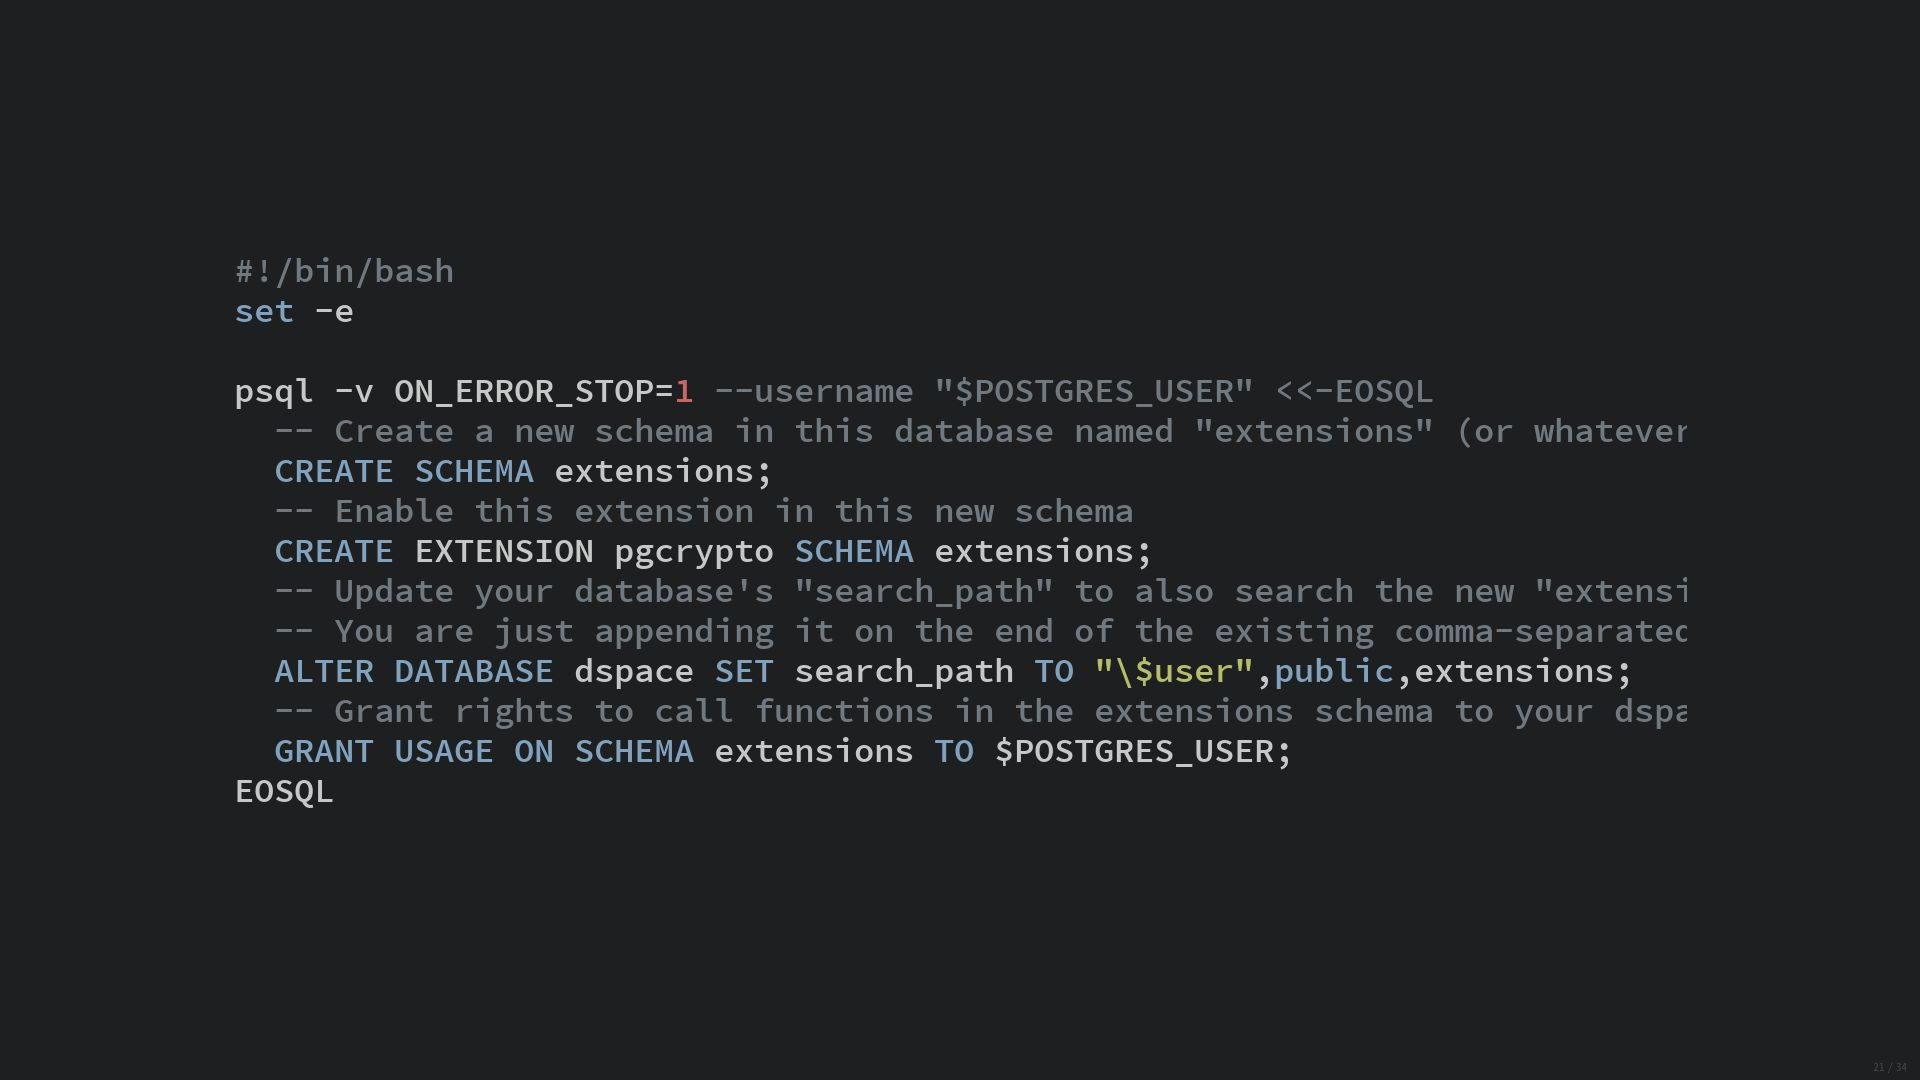 #!/bin/bash
set -e

psql -v ON_ERROR_STOP=1 --username "$POSTGRES_USER" <<-EOSQL
  -- Create a new schema in this database named "extensions" (or whatever
  CREATE SCHEMA extensions;
  -- Enable this extension in this new schema
  CREATE EXTENSION pgcrypto SCHEMA extensions;
  -- Update your database's "search_path" to also search the new "extensi
  -- You are just appending it on the end of the existing comma-separated
  ALTER DATABASE dspace SET search_path TO "\$user",public,extensions;
  -- Grant rights to call functions in the extensions schema to your dspa
  GRANT USAGE ON SCHEMA extensions TO $POSTGRES_USER;
EOSQL
21 / 34